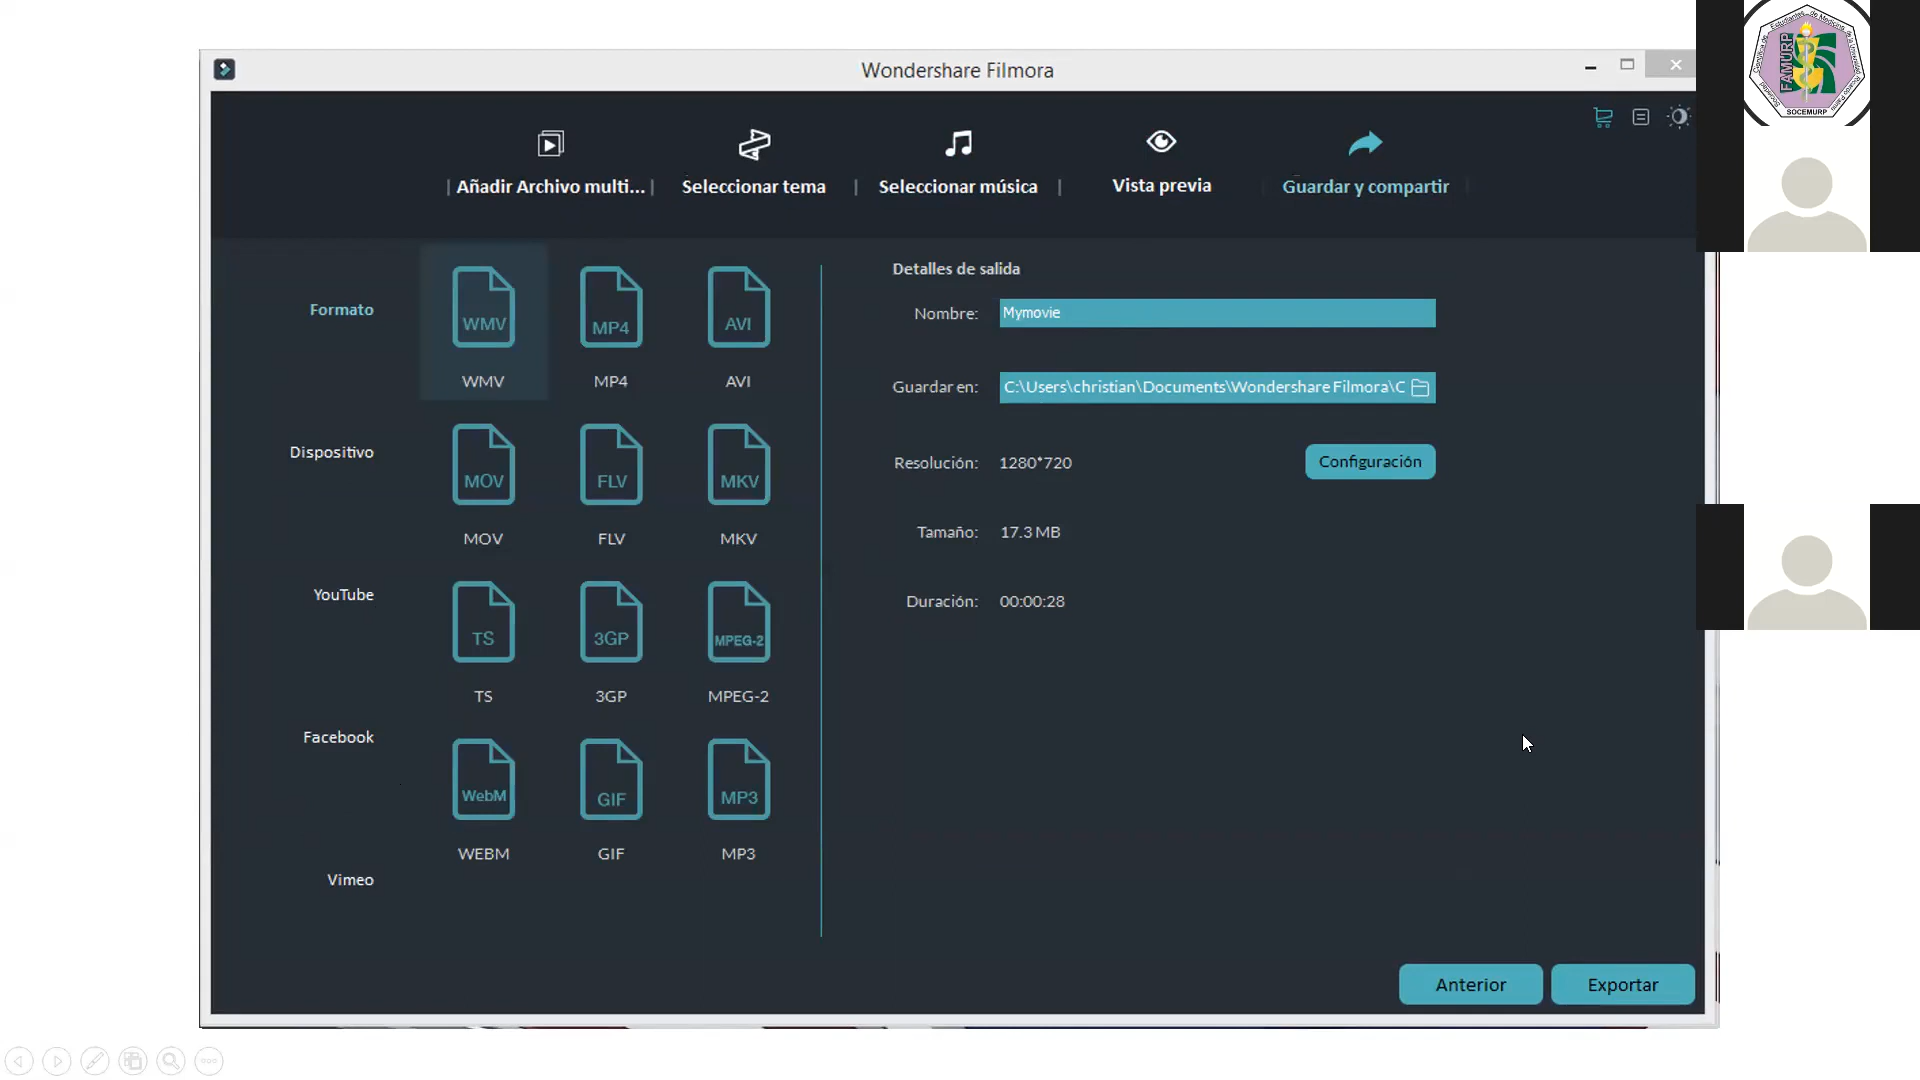 Wondershare Filmora
Añadir Archivo multi...
Seleccionar tema
Seleccionar música
Vista previa
Guardar y compartir
Formato
Dispositivo
YouTube
Facebook
Vimeo
WMV
MP4
AVI
WMV
MP4
AVI
MOV
FLV
MKV
MOV
FLV
MKV
TS
3GP
MPEG-2
TS
3GP
MPEG-2
WebM
GIF
MP3
WEBM
GIF
MP3
Detalles de salida
Nombre: Mymovie
Guardar en: C:\Users\christian\Documents\Wondershare Filmora\C
Resolución: 1280*720
Configuración
Tamaño: 17.3 MB
Duración: 00:00:28
Anterior
Exportar
FAMURP
SOCEMURP